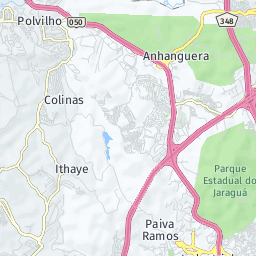 Polvilho
050
348
Anhanguera
Colinas
Ithaye
Parque
Estadual do
Jaraguá
Paiva
Ramos